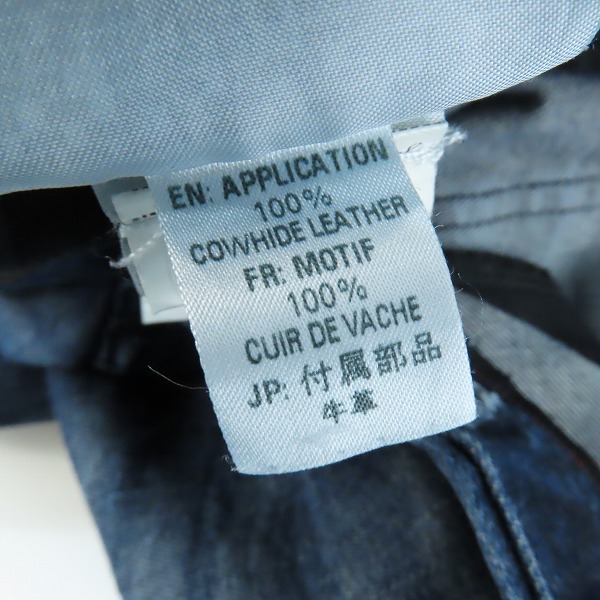 EN: APPLICATION
100%
COWHIDE LEATHER
FR: MOTIF
100%
CUIR DE VACHE
JP: 付属部品
牛革